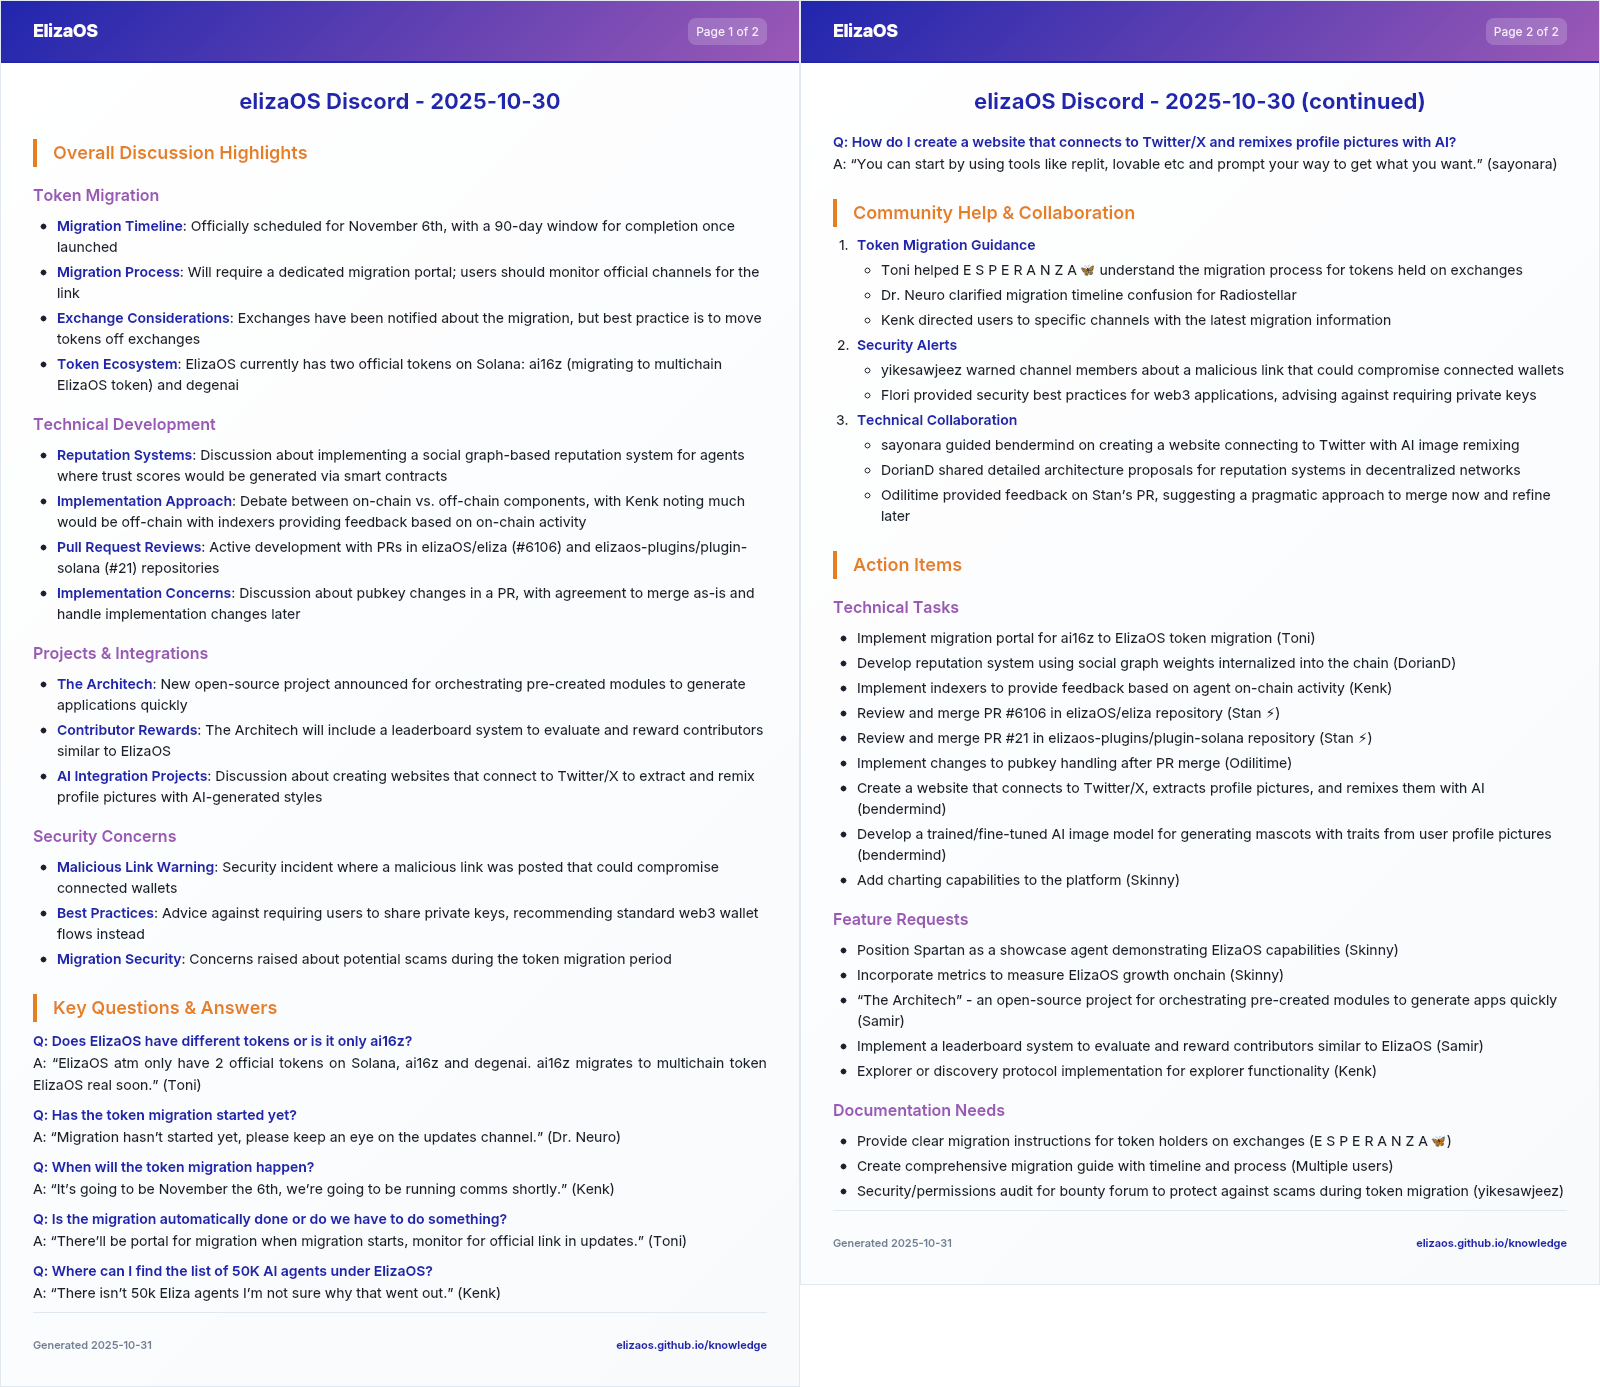 ElizaOS
Page 1 of 2
elizaOS Discord - 2025-10-30
Overall Discussion Highlights
Token Migration
• Migration Timeline: Officially scheduled for November 6th, with a 90-day window for completion once
launched
• Migration Process: Will require a dedicated migration portal; users should monitor official channels for the
link
• Exchange Considerations: Exchanges have been notified about the migration, but best practice is to move
tokens off exchanges
• Token Ecosystem: ElizaOS currently has two official tokens on Solana: ai16z (migrating to multichain
ElizaOS token) and degenai
Technical Development
• Reputation Systems: Discussion about implementing a social graph-based reputation system for agents
where trust scores would be generated via smart contracts
• Implementation Approach: Debate between on-chain vs. off-chain components, with Kenk noting much
would be off-chain with indexers providing feedback based on on-chain activity
• Pull Request Reviews: Active development with PRs in elizaOS/eliza (#6106) and elizaos-plugins/plugin-
solana (#21) repositories
• Implementation Concerns: Discussion about pubkey changes in a PR, with agreement to merge as-is and
handle implementation changes later
Projects & Integrations
• The Architech: New open-source project announced for orchestrating pre-created modules to generate
applications quickly
• Contributor Rewards: The Architech will include a leaderboard system to evaluate and reward contributors
similar to ElizaOS
• AI Integration Projects: Discussion about creating websites that connect to Twitter/X to extract and remix
profile pictures with AI-generated styles
Security Concerns
• Malicious Link Warning: Security incident where a malicious link was posted that could compromise
connected wallets
• Best Practices: Advice against requiring users to share private keys, recommending standard web3 wallet
flows instead
• Migration Security: Concerns raised about potential scams during the token migration period
Key Questions & Answers
Q: Does ElizaOS have different tokens or is it only ai16z?
A: “ElizaOS atm only have 2 official tokens on Solana, ai16z and degenai. ai16z migrates to multichain token
ElizaOS real soon.” (Toni)
Q: Has the token migration started yet?
A: “Migration hasn’t started yet, please keep an eye on the updates channel.” (Dr. Neuro)
Q: When will the token migration happen?
A: “It’s going to be November the 6th, we’re going to be running comms shortly.” (Kenk)
Q: Is the migration automatically done or do we have to do something?
A: “There’ll be portal for migration when migration starts, monitor for official link in updates.” (Toni)
Q: Where can I find the list of 50K AI agents under ElizaOS?
A: “There isn’t 50k Eliza agents I’m not sure why that went out.” (Kenk)
Generated 2025-10-31
elizaos.github.io/knowledge
ElizaOS
Page 2 of 2
elizaOS Discord - 2025-10-30 (continued)
Q: How do I create a website that connects to Twitter/X and remixes profile pictures with AI?
A: “You can start by using tools like replit, lovable etc and prompt your way to get what you want.” (sayonara)
Community Help & Collaboration
1. Token Migration Guidance
◦ Toni helped E S P E R A N Z A 🦋 understand the migration process for tokens held on exchanges
◦ Dr. Neuro clarified migration timeline confusion for Radiostellar
◦ Kenk directed users to specific channels with the latest migration information
2. Security Alerts
◦ yikesawjeez warned channel members about a malicious link that could compromise connected wallets
◦ Flori provided security best practices for web3 applications, advising against requiring private keys
3. Technical Collaboration
◦ sayonara guided bendermind on creating a website connecting to Twitter with AI image remixing
◦ DorianD shared detailed architecture proposals for reputation systems in decentralized networks
◦ Odilitime provided feedback on Stan’s PR, suggesting a pragmatic approach to merge now and refine
later
Action Items
Technical Tasks
• Implement migration portal for ai16z to ElizaOS token migration (Toni)
• Develop reputation system using social graph weights internalized into the chain (DorianD)
• Implement indexers to provide feedback based on agent on-chain activity (Kenk)
• Review and merge PR #6106 in elizaOS/eliza repository (Stan ⚡)
• Review and merge PR #21 in elizaos-plugins/plugin-solana repository (Stan ⚡)
• Implement changes to pubkey handling after PR merge (Odilitime)
• Create a website that connects to Twitter/X, extracts profile pictures, and remixes them with AI
(bendermind)
• Develop a trained/fine-tuned AI image model for generating mascots with traits from user profile pictures
(bendermind)
• Add charting capabilities to the platform (Skinny)
Feature Requests
• Position Spartan as a showcase agent demonstrating ElizaOS capabilities (Skinny)
• Incorporate metrics to measure ElizaOS growth onchain (Skinny)
• “The Architech” - an open-source project for orchestrating pre-created modules to generate apps quickly
(Samir)
• Implement a leaderboard system to evaluate and reward contributors similar to ElizaOS (Samir)
• Explorer or discovery protocol implementation for explorer functionality (Kenk)
Documentation Needs
• Provide clear migration instructions for token holders on exchanges (E S P E R A N Z A 🦋)
• Create comprehensive migration guide with timeline and process (Multiple users)
• Security/permissions audit for bounty forum to protect against scams during token migration (yikesawjeez)
Generated 2025-10-31
elizaos.github.io/knowledge